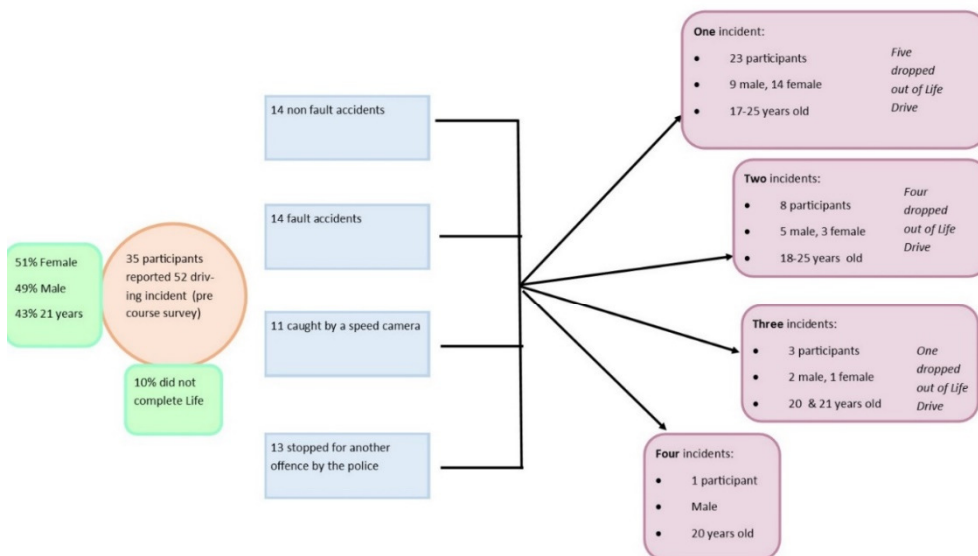 51% Female
49% Male
43% 21 years
35 participants
reported 52 driv-
ing incident (pre
course survey)
10% did not
complete Life
14 non fault accidents
14 fault accidents
11 caught by a speed camera
13 stopped for another
offence by the police
One incident:
• 23 participants
• 9 male, 14 female
• 17-25 years old
Five
dropped
out of Life
Drive
Two incidents:
• 8 participants
• 5 male, 3 female
• 18-25 years old
Four
dropped
out of Life
Drive
Three incidents:
• 3 participants
• 2 male, 1 female
• 20 & 21 years old
One
dropped
out of Life
Drive
Four incidents:
• 1 participant
• Male
• 20 years old